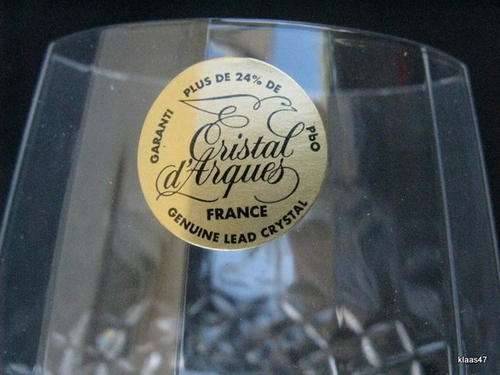 GARANTI PLUS DE 24% DE PbO
Cristal
d'Arques
FRANCE
GENUINE LEAD CRYSTAL
klaas47